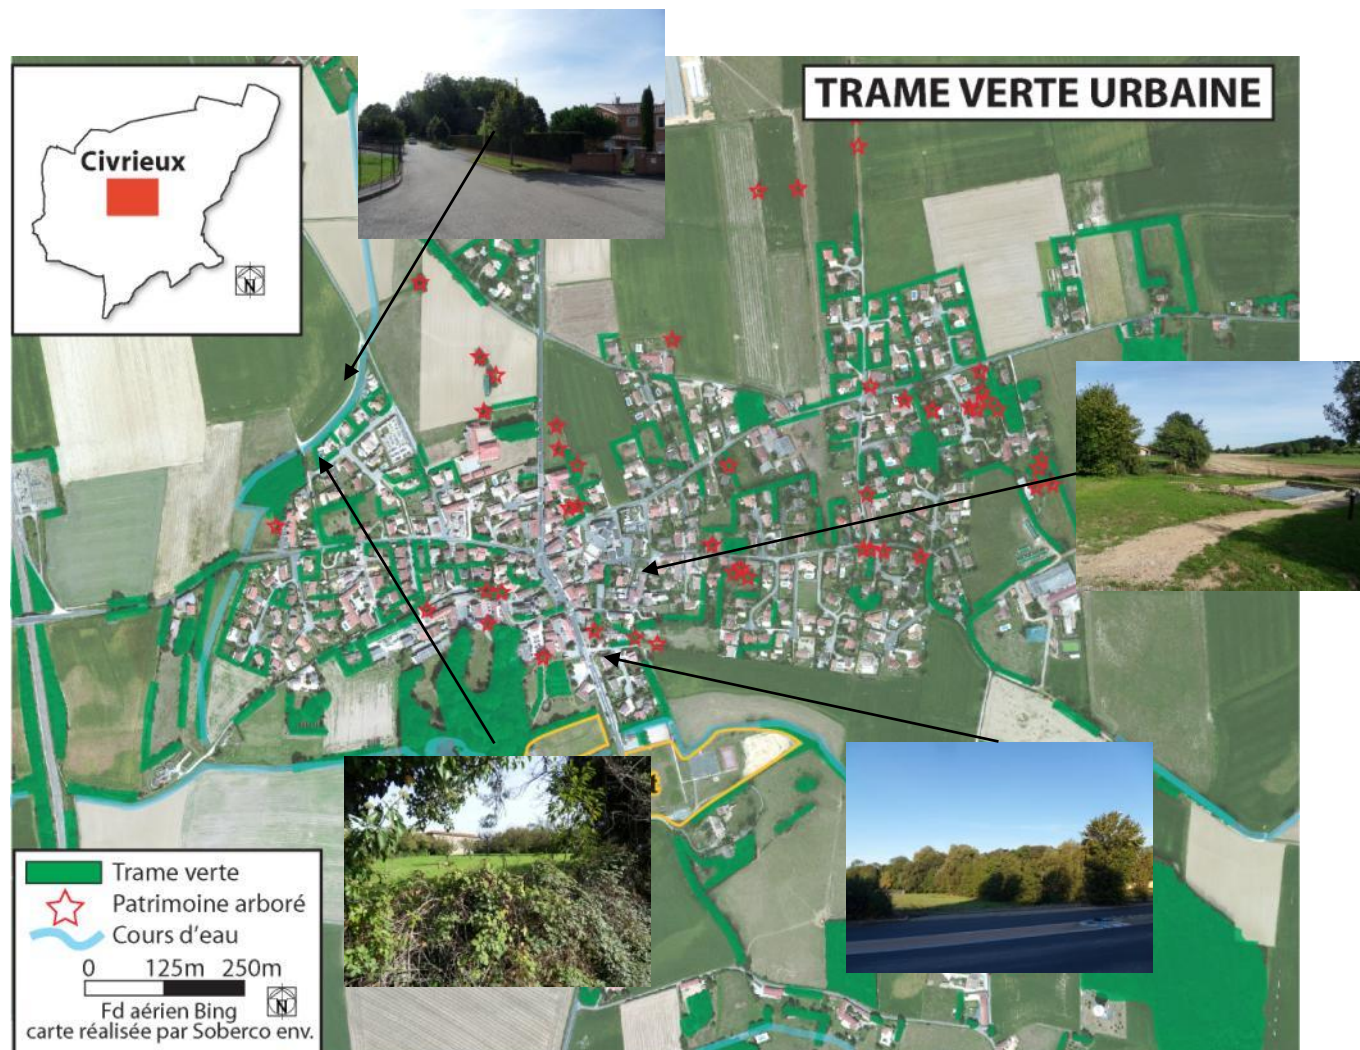 TRAME VERTE URBAINE
Civrieux
N
Trame verte
Patrimoine arboré
Cours d'eau
0 125m 250m
Fd aérien Bing
N
carte réalisée par Soberco env.